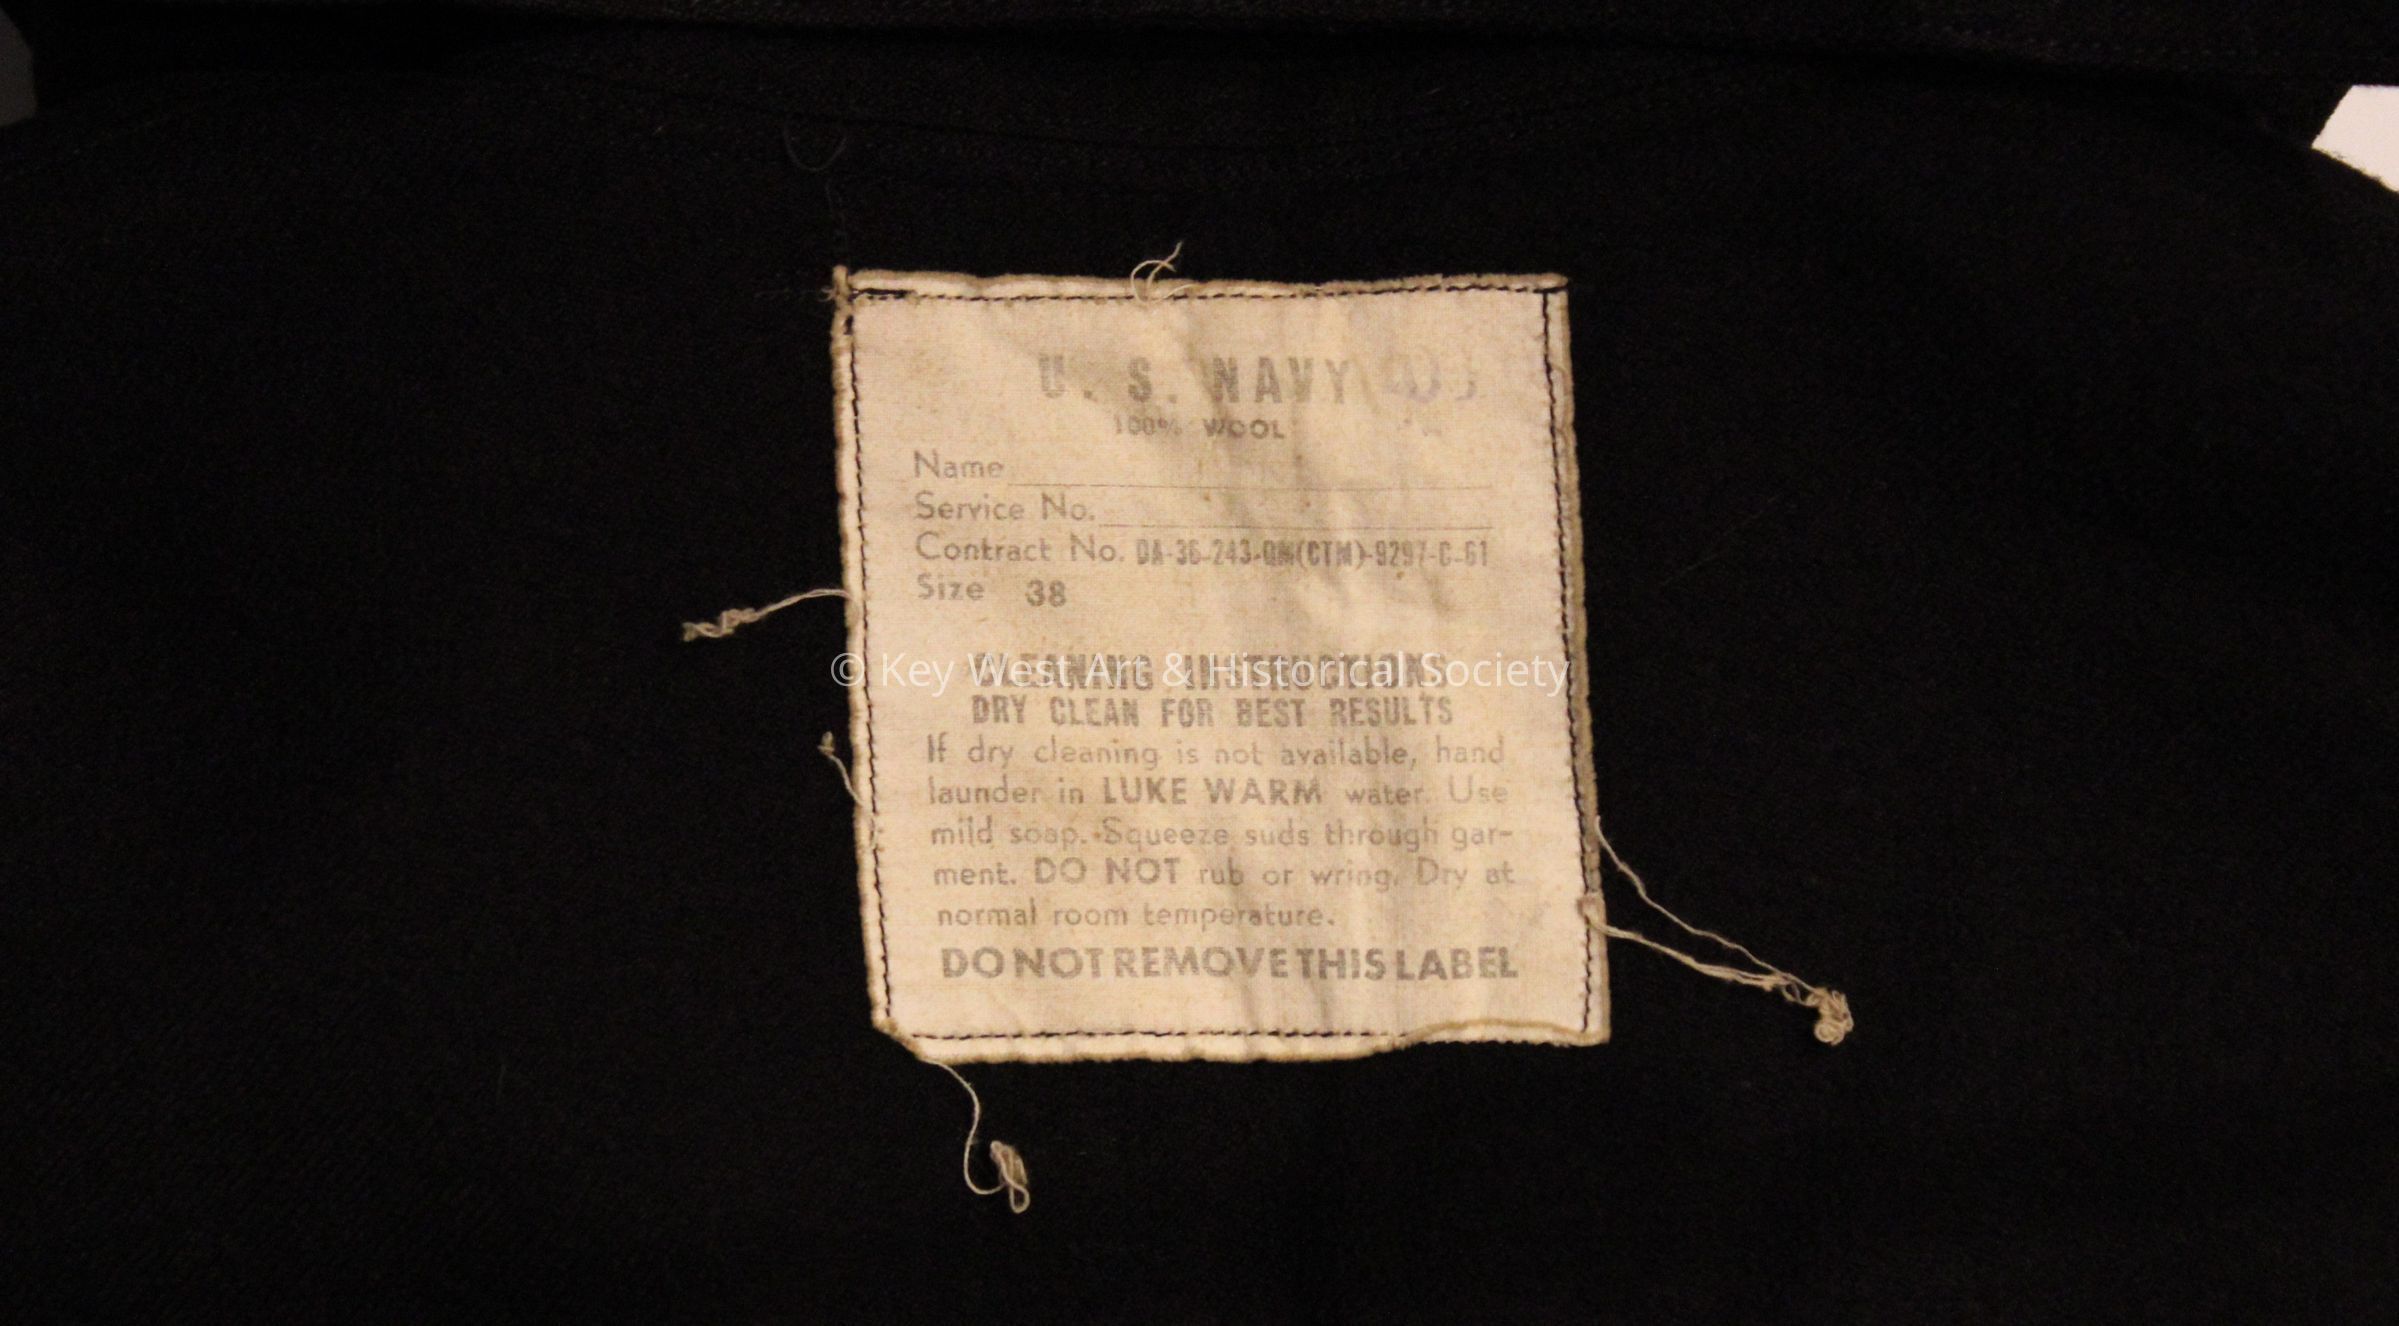 U. S. NAVY
100% WOOL
Name
Service No.
Contract No. DA-36-243-QM(CTM)-9297-C-61
Size 38
CLEANING INSTRUCTIONS
© Key West Art & Historical Society
DRY CLEAN FOR BEST RESULTS
If dry cleaning is not available, hand
launder in LUKE WARM water. Use
mild soap. Squeeze suds through gar-
ment. DO NOT rub or wring. Dry at
normal room temperature.
DO NOT REMOVE THIS LABEL